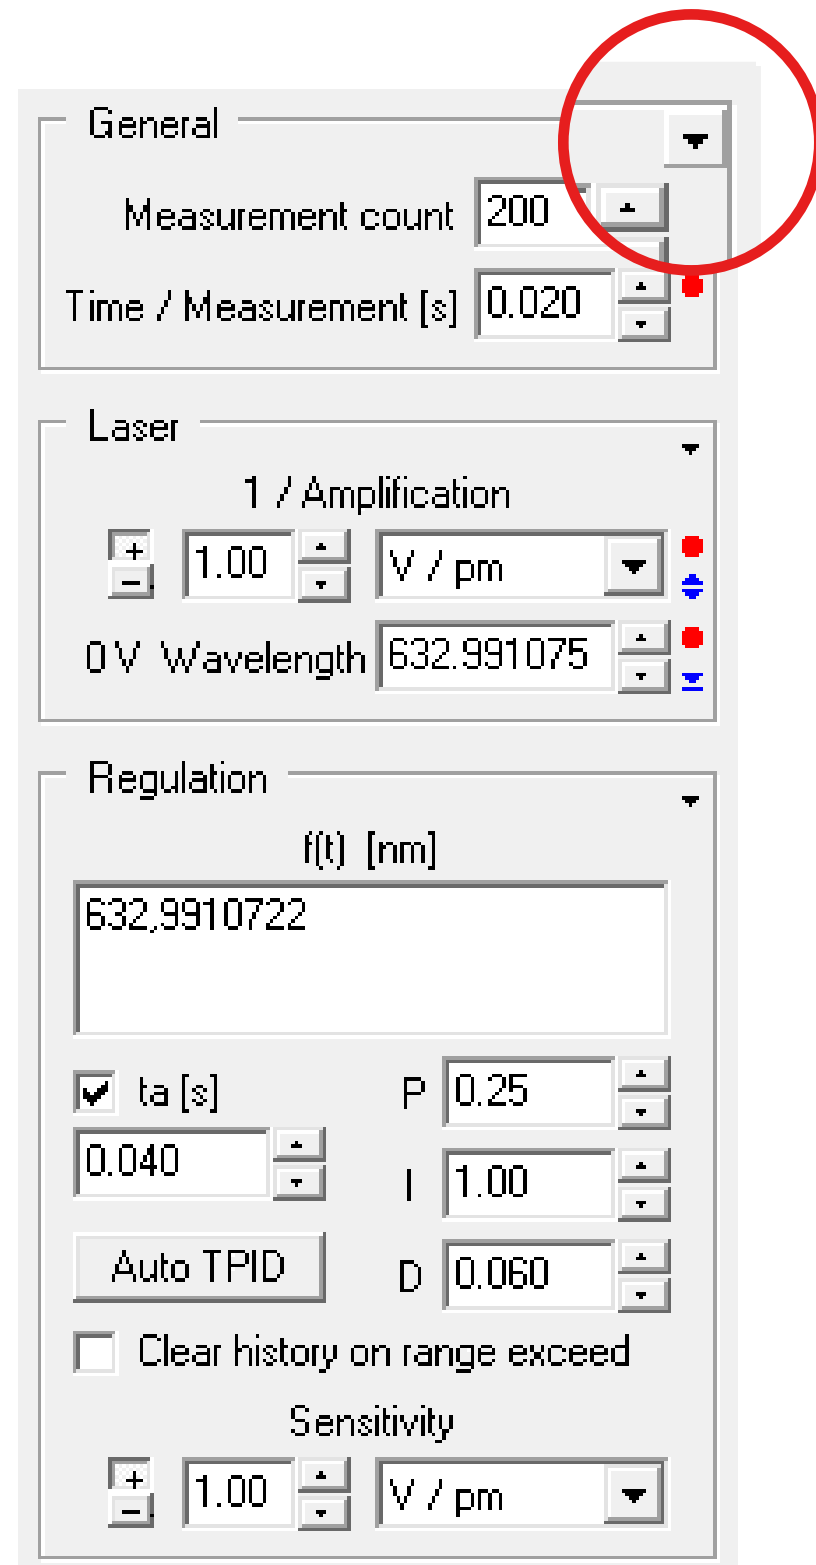 General
Measurement count 200
Time / Measurement [s] 0.020
Laser
1 / Amplification
+
1.00 V / pm
−
0 V Wavelength 632.991075
Regulation
f(t) [nm]
632,9910722
ta [s] P 0.25
0.040
I 1.00
Auto TPID
D 0.060
Clear history on range exceed
Sensitivity
+
1.00 V / pm
−